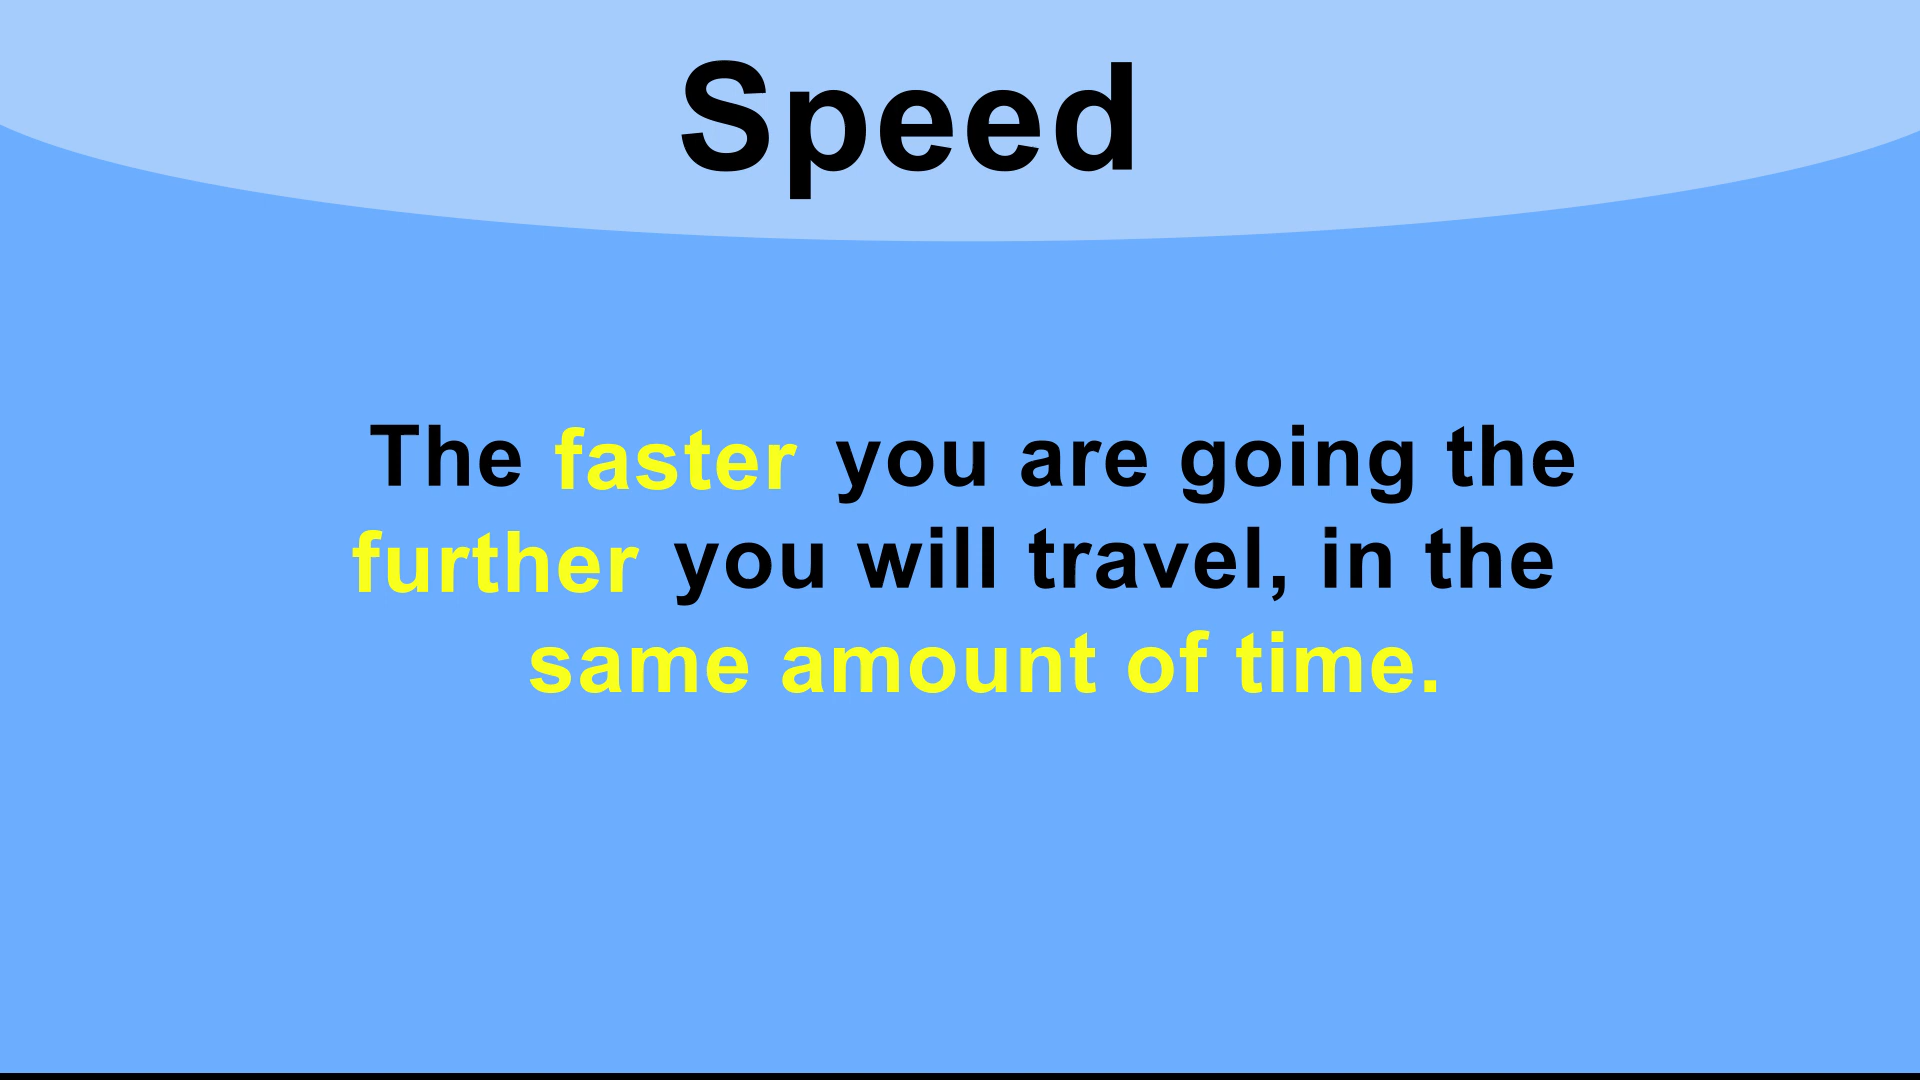 Speed
The faster you are going the
further you will travel, in the
same amount of time.